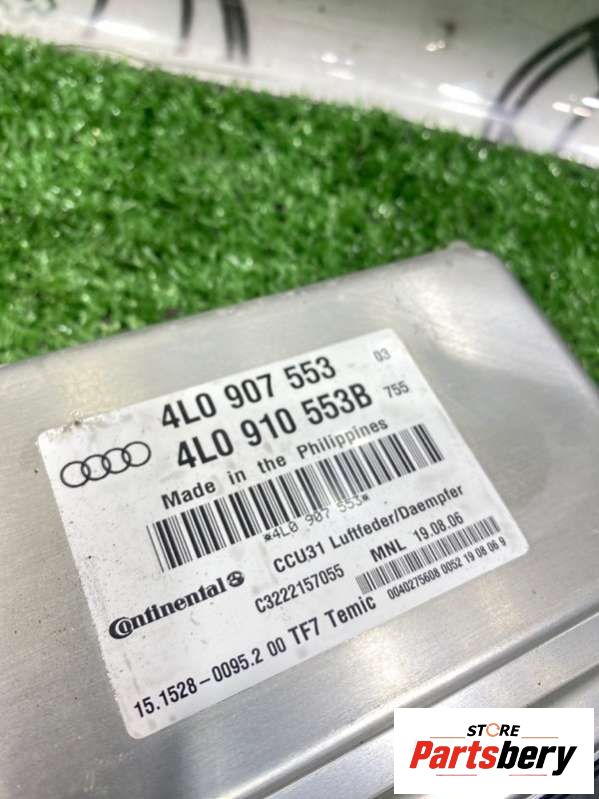 4L0 907 553 03
4L0 910 553B 755
Made in the Philippines
*4L0 907 553*
CCU31 Luftfeder/Daempfer
Continental
C3222157055 MNL 19.08.06
15.1528-0095.2 00 TF7 Temic
0040275608 0052 19 08 06 9
STORE
Partsbery